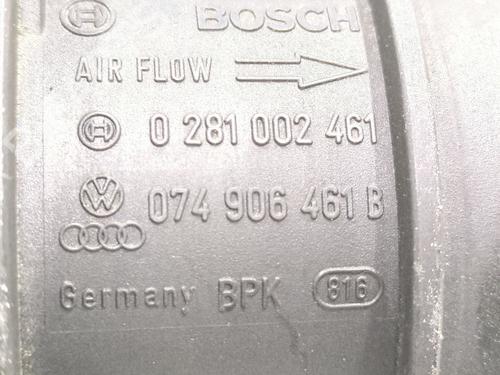 BOSCH
AIR FLOW
0 281 002 461
074 906 461 B
Germany BPK 816